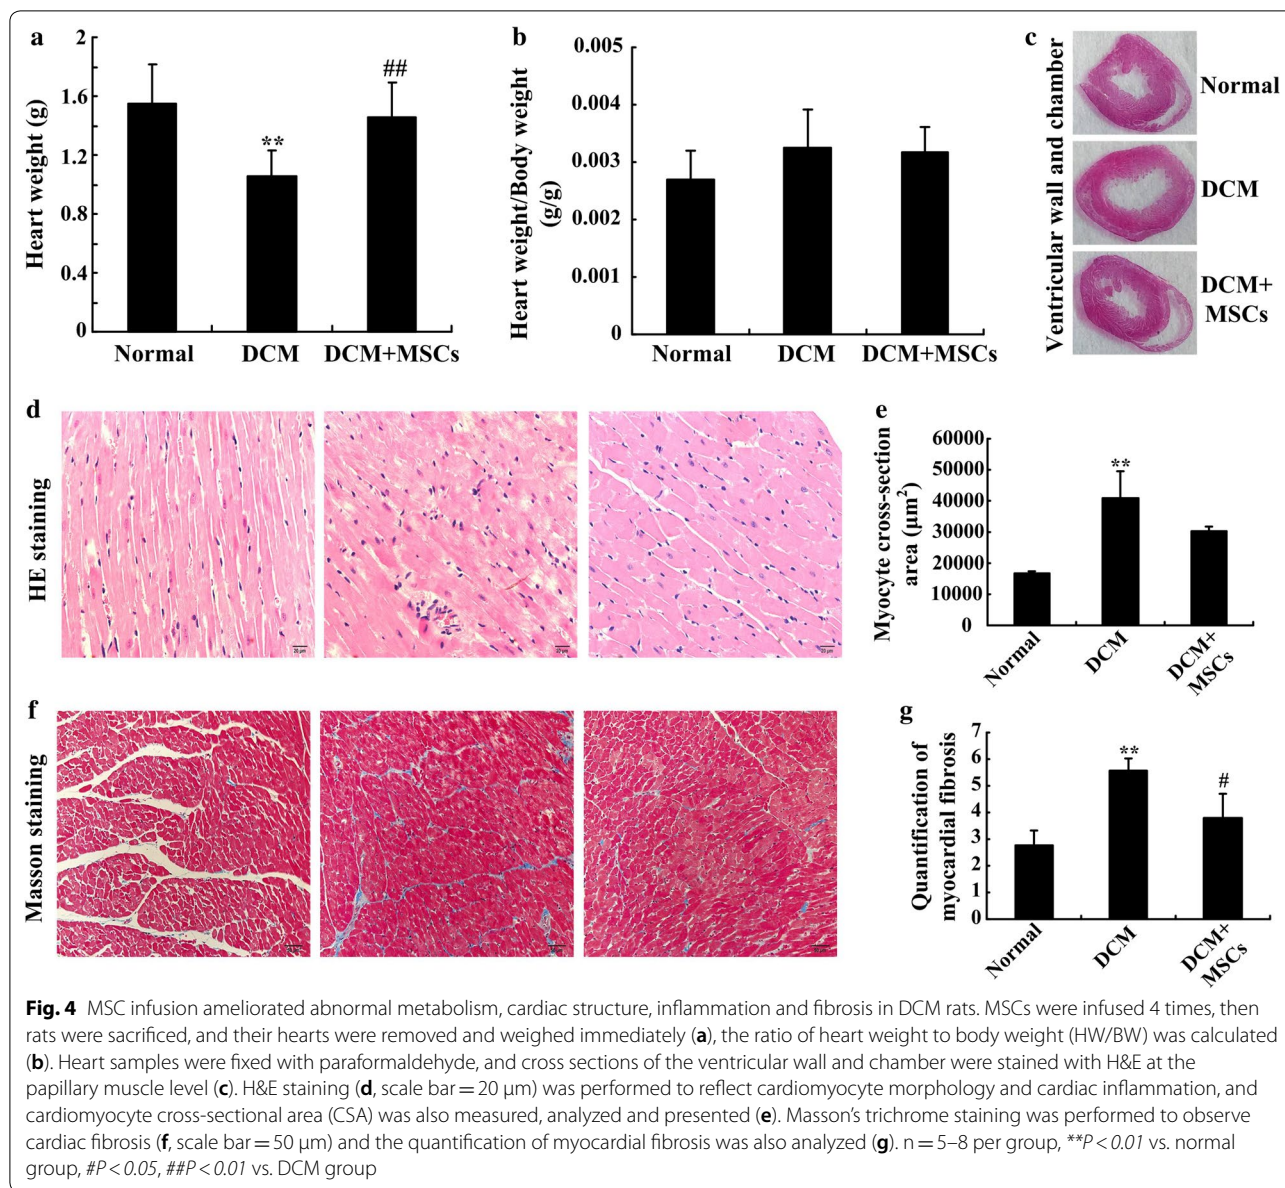 a
2
1.6
1.2
0.8
0.4
0
Heart weight (g)
**
##
Normal
DCM
DCM+MSCs
b
0.005
0.004
0.003
0.002
0.001
0
Heart weight/Body weight
(g/g)
Normal
DCM
DCM+MSCs
c
Ventricular wall and chamber
Normal
DCM
DCM+
MSCs
d
HE staining
20 μm
20 μm
20 μm
e
Myocyte cross-section
area (μm²)
60000
50000
40000
30000
20000
10000
0
**
Normal
DCM
DCM+
MSCs
f
Masson staining
g
Quantification of
myocardial fibrosis
7
6
5
4
3
2
1
0
**
#
Normal
DCM
DCM+
MSCs
Fig. 4 MSC infusion ameliorated abnormal metabolism, cardiac structure, inflammation and fibrosis in DCM rats. MSCs were infused 4 times, then
rats were sacrificed, and their hearts were removed and weighed immediately (a), the ratio of heart weight to body weight (HW/BW) was calculated
(b). Heart samples were fixed with paraformaldehyde, and cross sections of the ventricular wall and chamber were stained with H&E at the
papillary muscle level (c). H&E staining (d, scale bar = 20 μm) was performed to reflect cardiomyocyte morphology and cardiac inflammation, and
cardiomyocyte cross-sectional area (CSA) was also measured, analyzed and presented (e). Masson's trichrome staining was performed to observe
cardiac fibrosis (f, scale bar = 50 μm) and the quantification of myocardial fibrosis was also analyzed (g). n = 5–8 per group, **P < 0.01 vs. normal
group, #P < 0.05, ##P < 0.01 vs. DCM group